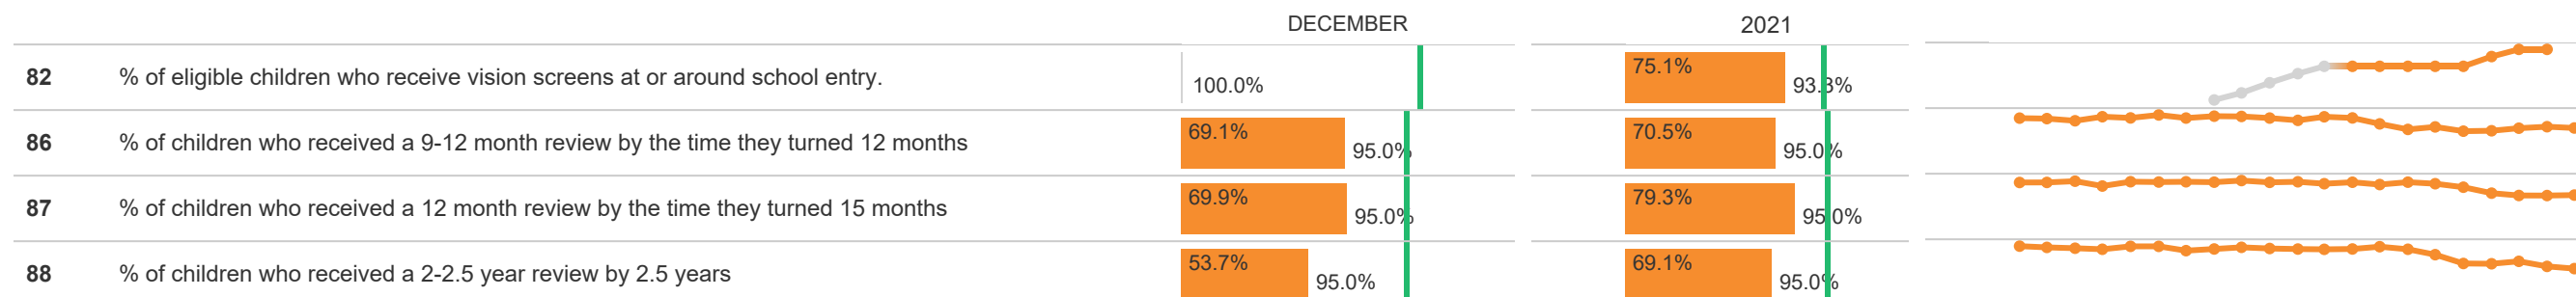 DECEMBER 2021
82 % of eligible children who receive vision screens at or around school entry. 100.0% 75.1% 93.3%
86 % of children who received a 9-12 month review by the time they turned 12 months 69.1% 95.0% 70.5% 95.0%
87 % of children who received a 12 month review by the time they turned 15 months 69.9% 95.0% 79.3% 95.0%
88 % of children who received a 2-2.5 year review by 2.5 years 53.7% 95.0% 69.1% 95.0%